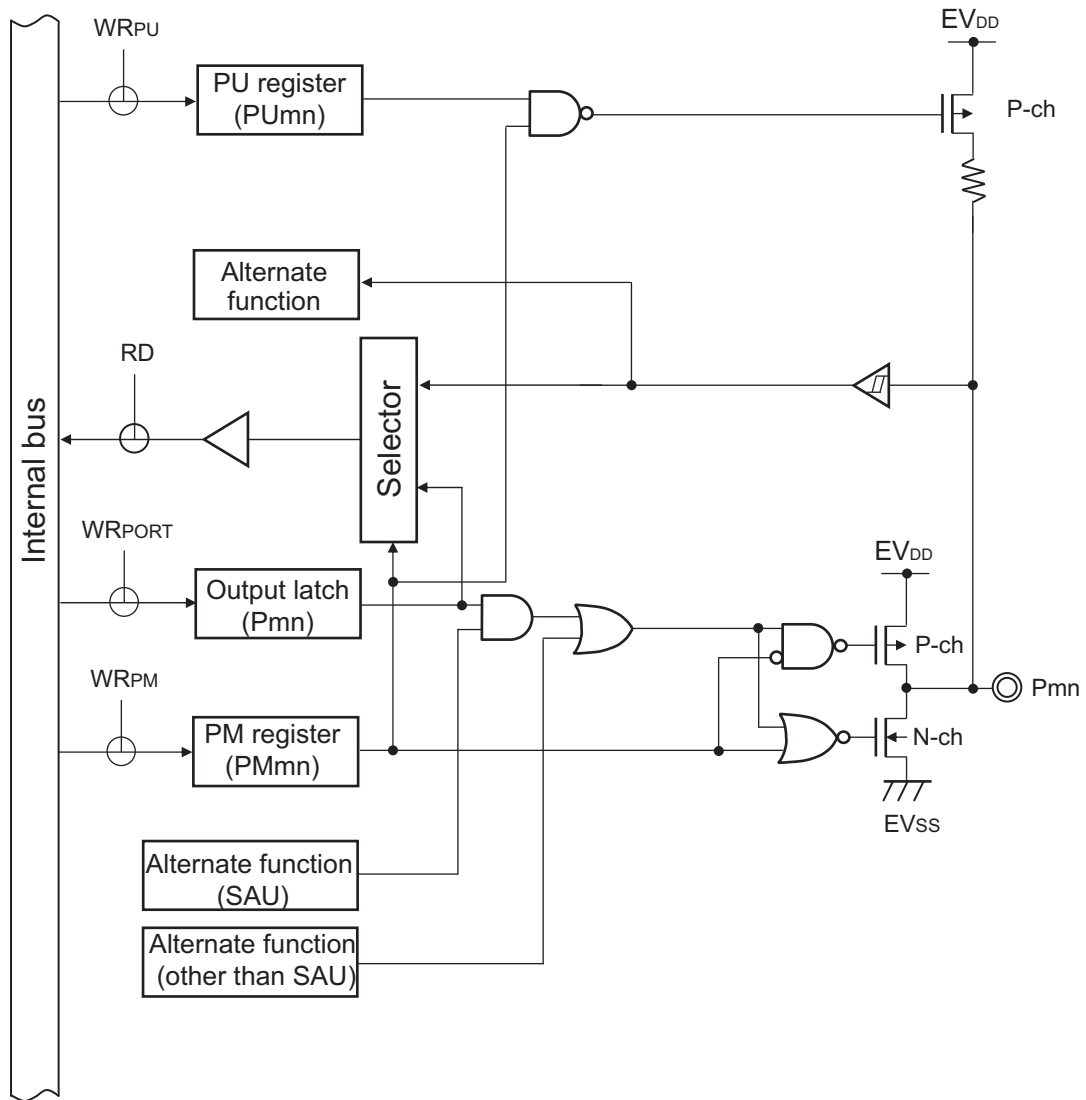 WRPU
EVDD
PU register
(PUmn)
P-ch
Alternate
function
RD
Selector
Internal bus
WRPORT
Output latch
(Pmn)
EVDD
P-ch
Pmn
WRPM
PM register
(PMmn)
N-ch
EVSS
Alternate function
(SAU)
Alternate function
(other than SAU)